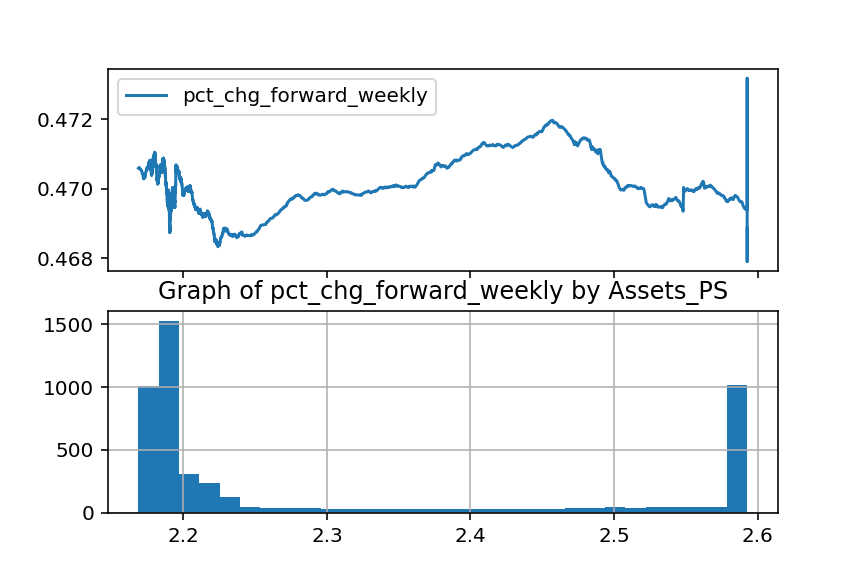 pct_chg_forward_weekly
0.472
0.470
0.468
Graph of pct_chg_forward_weekly by Assets_PS
1500
1000
500
0
2.2 2.3 2.4 2.5 2.6